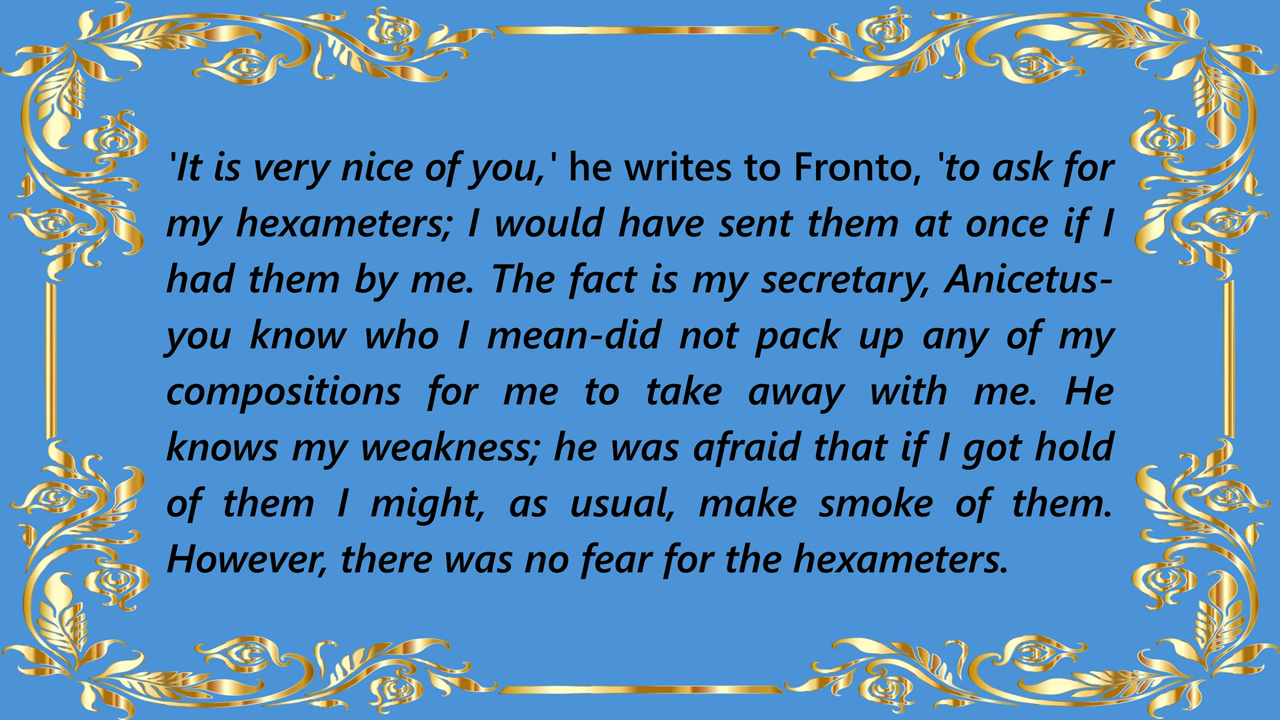 'It is very nice of you,' he writes to Fronto, 'to ask for
my hexameters; I would have sent them at once if I
had them by me. The fact is my secretary, Anicetus-
you know who I mean-did not pack up any of my
compositions for me to take away with me. He
knows my weakness; he was afraid that if I got hold
of them I might, as usual, make smoke of them.
However, there was no fear for the hexameters.